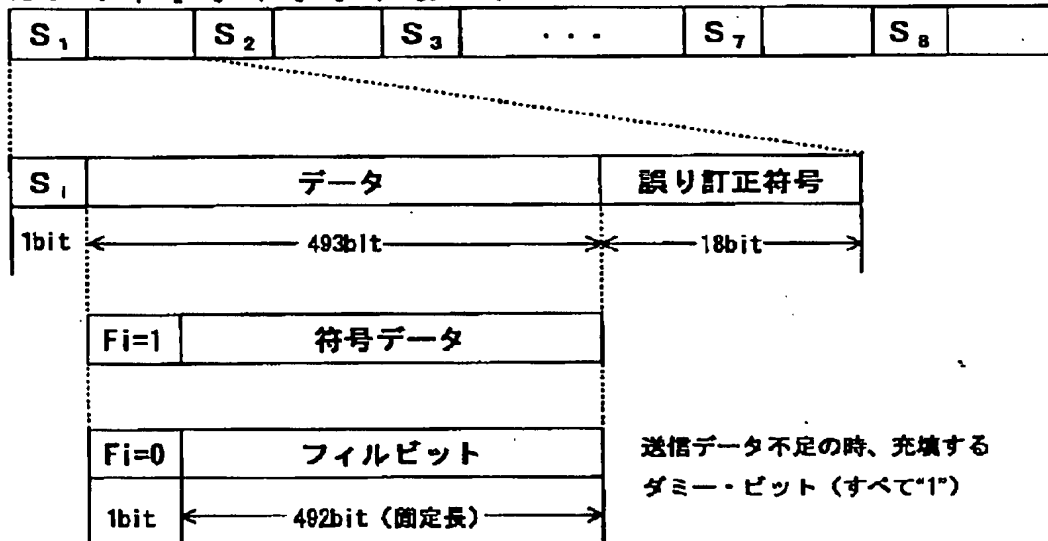 S₁ S₂ S₃ ... S₇ S₈
Sᵢ データ 誤り訂正符号
1bit 493bit 18bit
Fi=1 符号データ
Fi=0 フィルビット
送信データ不足の時、充塡する
ダミー・ビット（すべて"1"）
1bit 492bit（固定長）